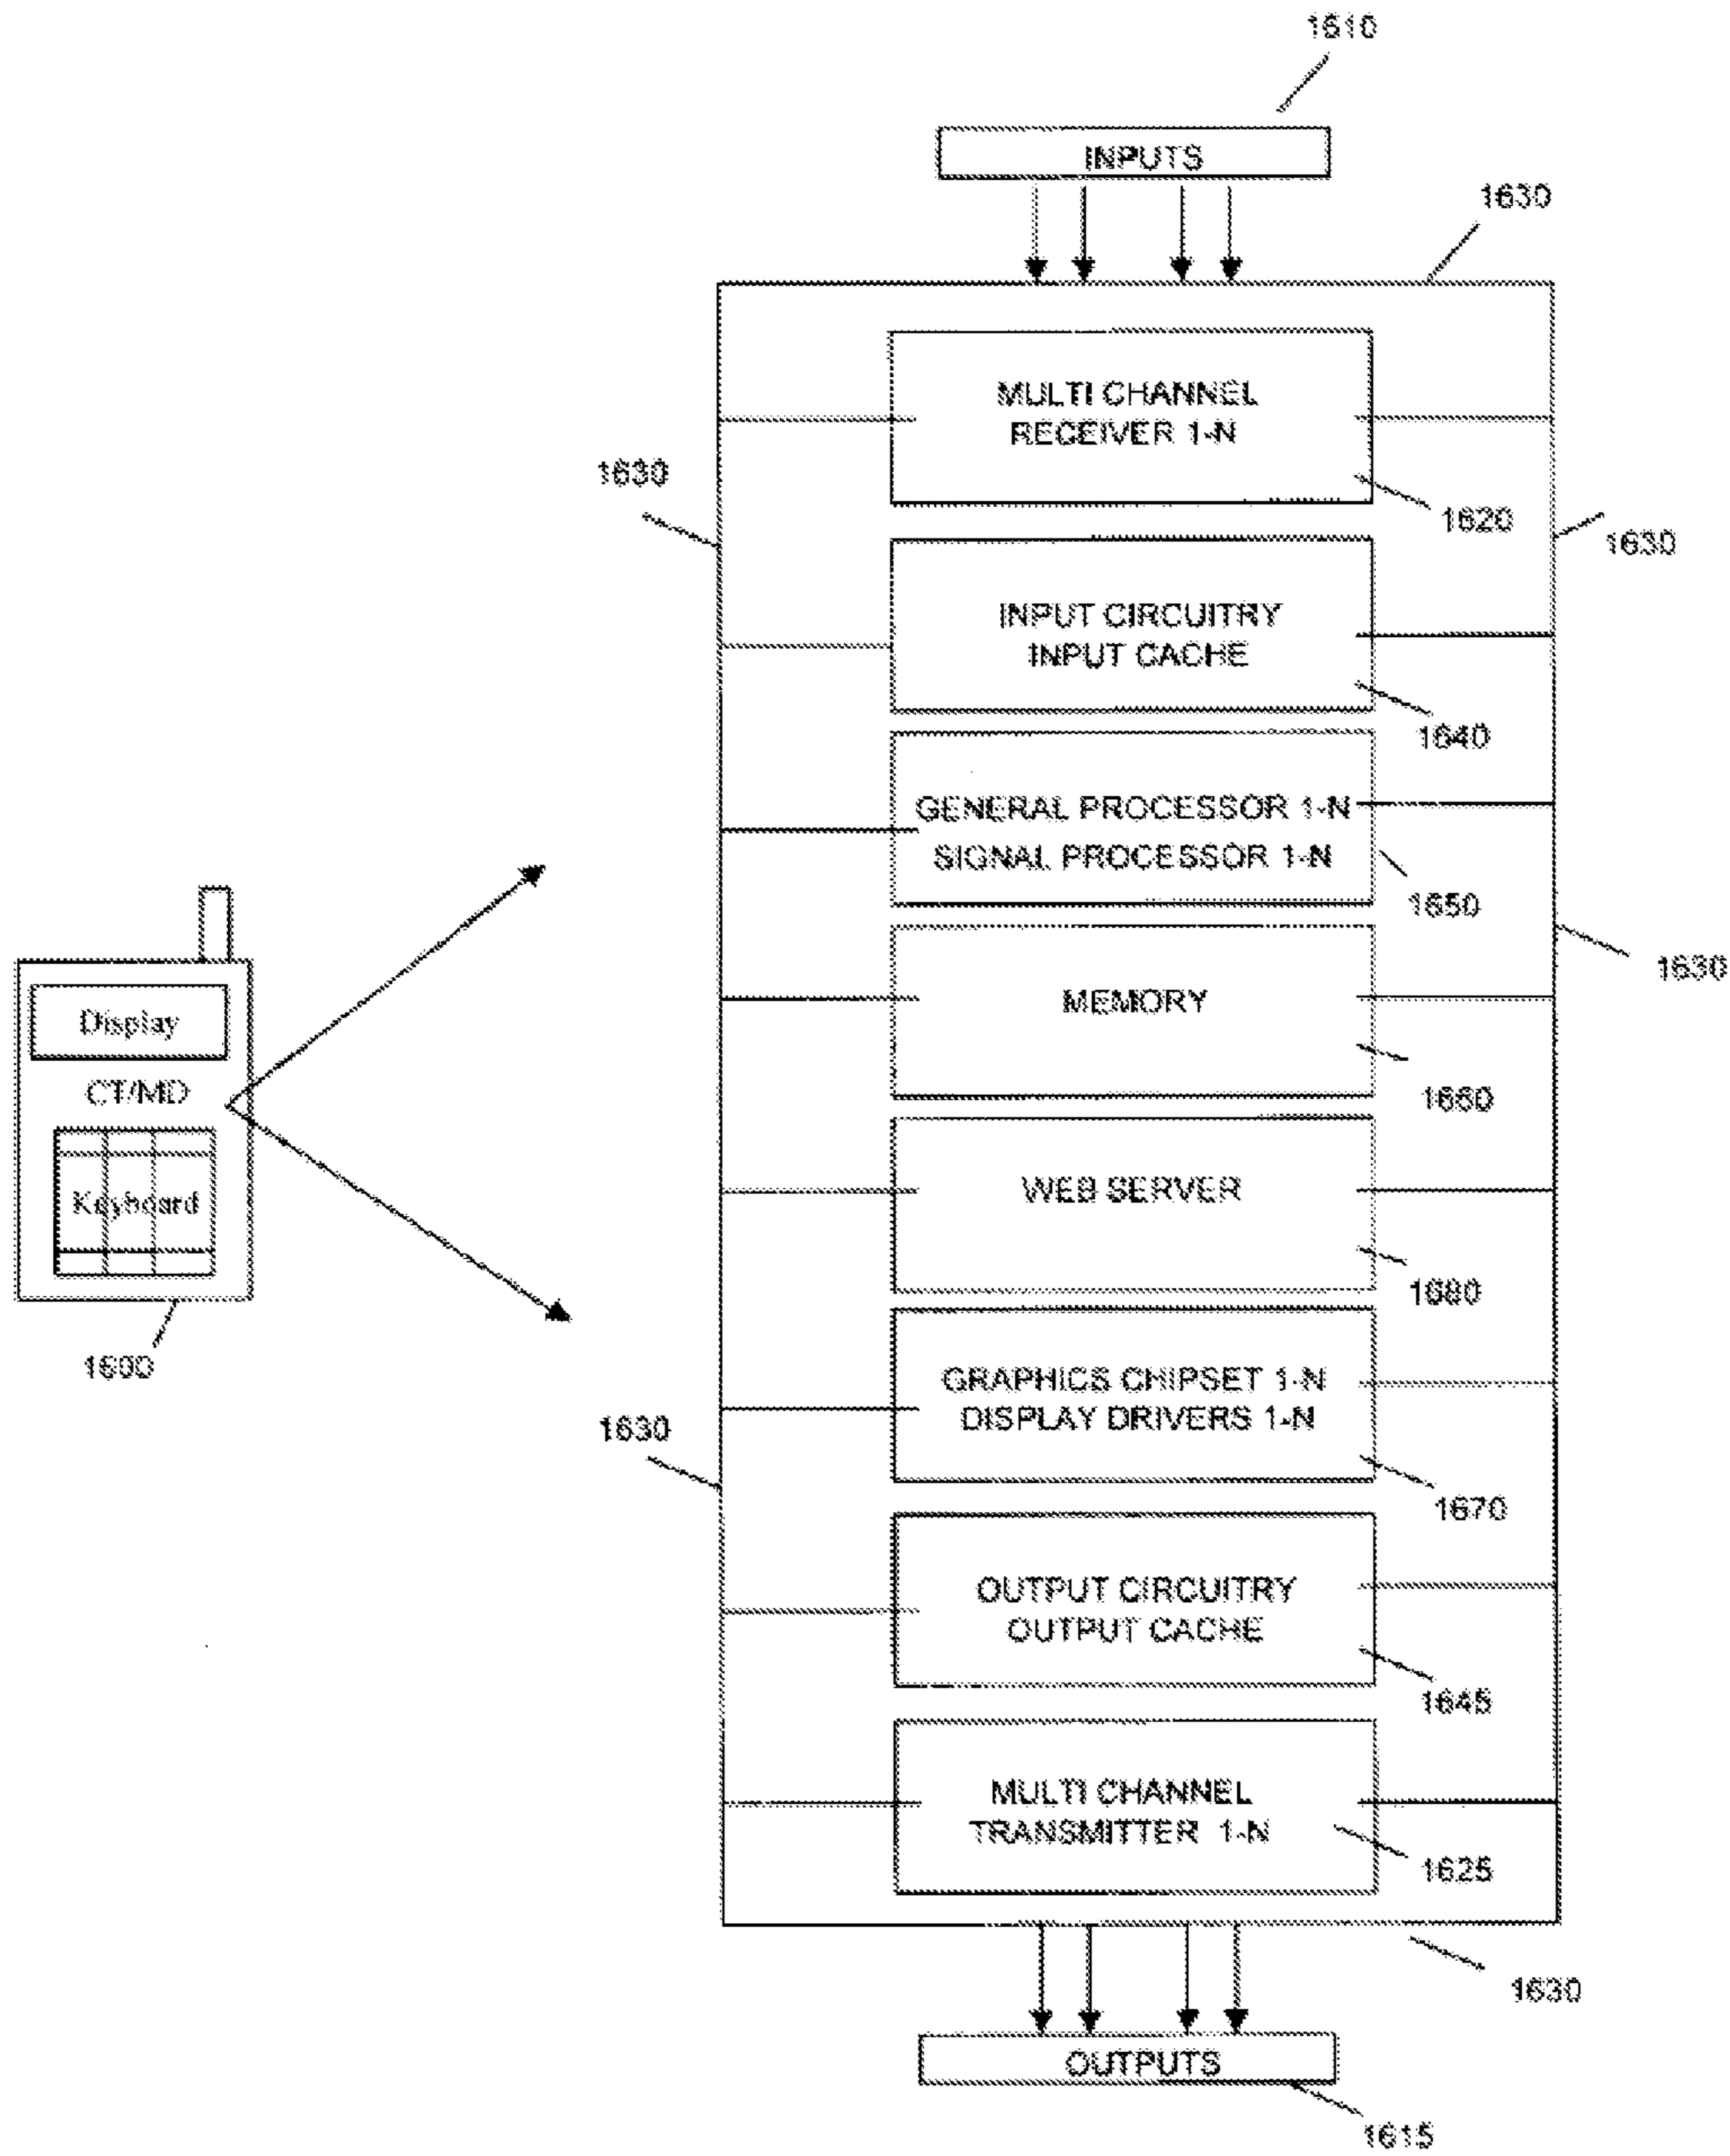 1610
INPUTS
1630
MULTI CHANNEL
RECEIVER 1-N
1630
1620
1630
INPUT CIRCUITRY
INPUT CACHE
1640
GENERAL PROCESSOR 1-N
SIGNAL PROCESSOR 1-N
1650
1630
MEMORY
1660
Display
CT/MD
Keyboard
1600
WEB SERVER
1680
GRAPHICS CHIPSET 1-N
DISPLAY DRIVERS 1-N
1630
1670
OUTPUT CIRCUITRY
OUTPUT CACHE
1645
MULTI CHANNEL
TRANSMITTER 1-N
1625
1630
OUTPUTS
1615